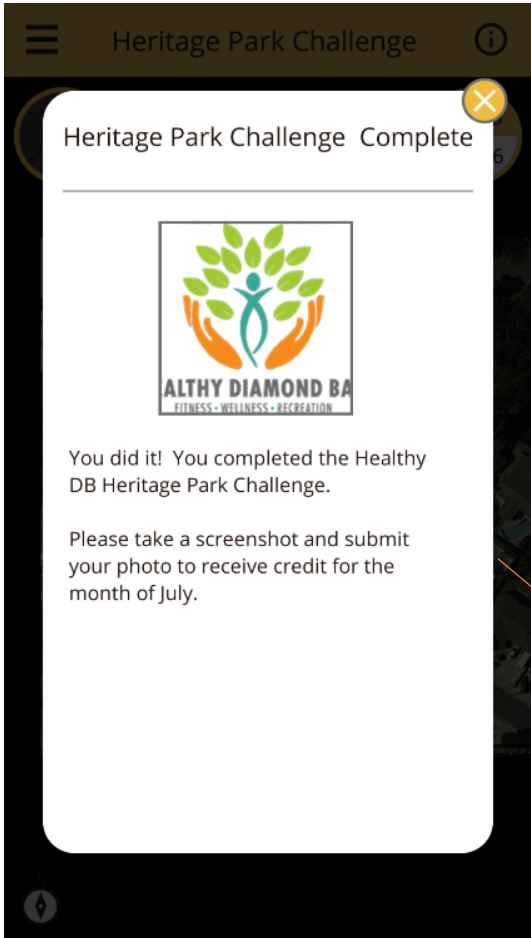 Heritage Park Challenge
6
Heritage Park Challenge Complete
ALTHY DIAMOND BA
FITNESS • WELLNESS • RECREATION
You did it! You completed the Healthy
DB Heritage Park Challenge.
Please take a screenshot and submit
your photo to receive credit for the
month of July.
N